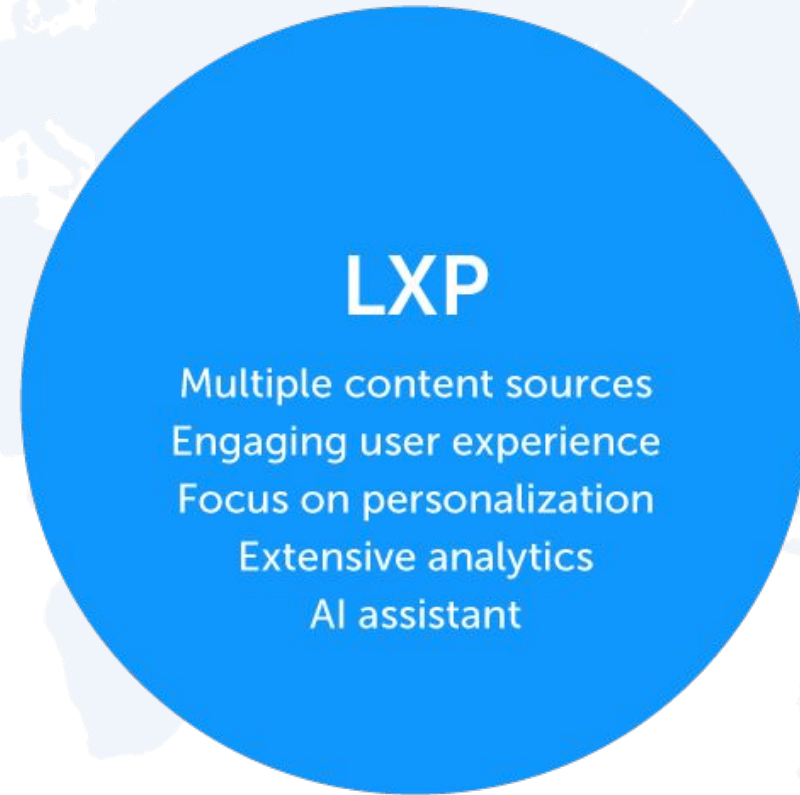 LXP
Multiple content sources
Engaging user experience
Focus on personalization
Extensive analytics
AI assistant